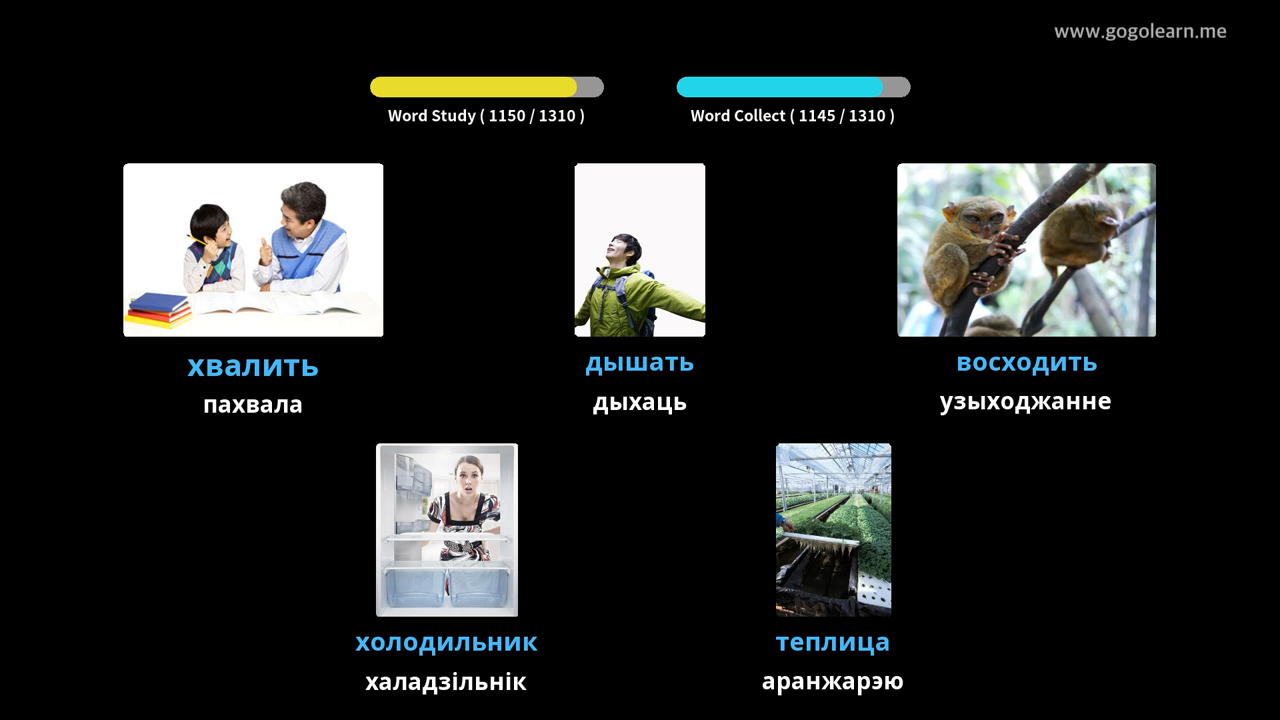 www.gogolearn.me
Word Study ( 1150 / 1310 )
Word Collect ( 1145 / 1310 )
хвалить
пахвала
дышать
дыхаць
восходить
узыходжанне
холодильник
халадзільнік
теплица
аранжарэю